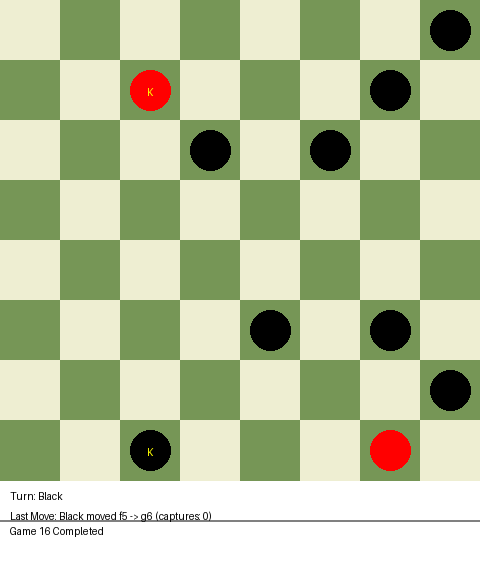 K
K
Turn: Black
Last Move: Black moved f5 -> g6 (captures: 0)
Game 16 Completed